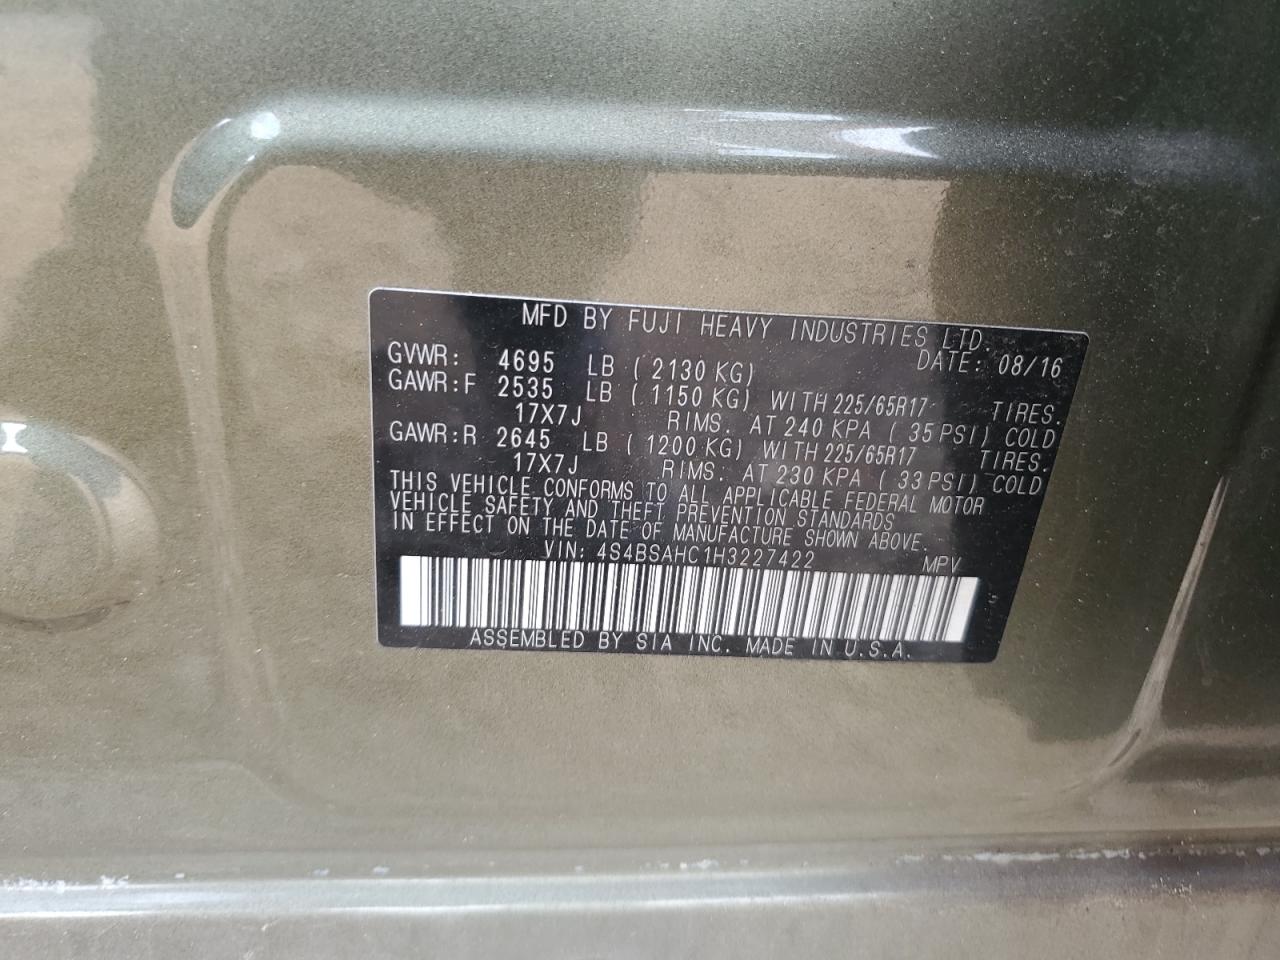 MFD BY FUJI HEAVY INDUSTRIES LTD.
DATE: 08/16
GVWR: 4695 LB ( 2130 KG)
GAWR:F 2535 LB ( 1150 KG) WITH 225/65R17 TIRES.
17X7J RIMS. AT 240 KPA ( 35 PSI) COLD
GAWR:R 2645 LB ( 1200 KG) WITH 225/65R17 TIRES.
17X7J RIMS: AT 230 KPA ( 33 PSI) COLD
THIS VEHICLE CONFORMS TO ALL APPLICABLE FEDERAL MOTOR
VEHICLE SAFETY AND THEFT PREVENTION STANDARDS
IN EFFECT ON THE DATE OF MANUFACTURE SHOWN ABOVE.
VIN: 4S4BSAHC1H3227422 MPV
ASSEMBLED BY SIA INC. MADE IN U.S.A.